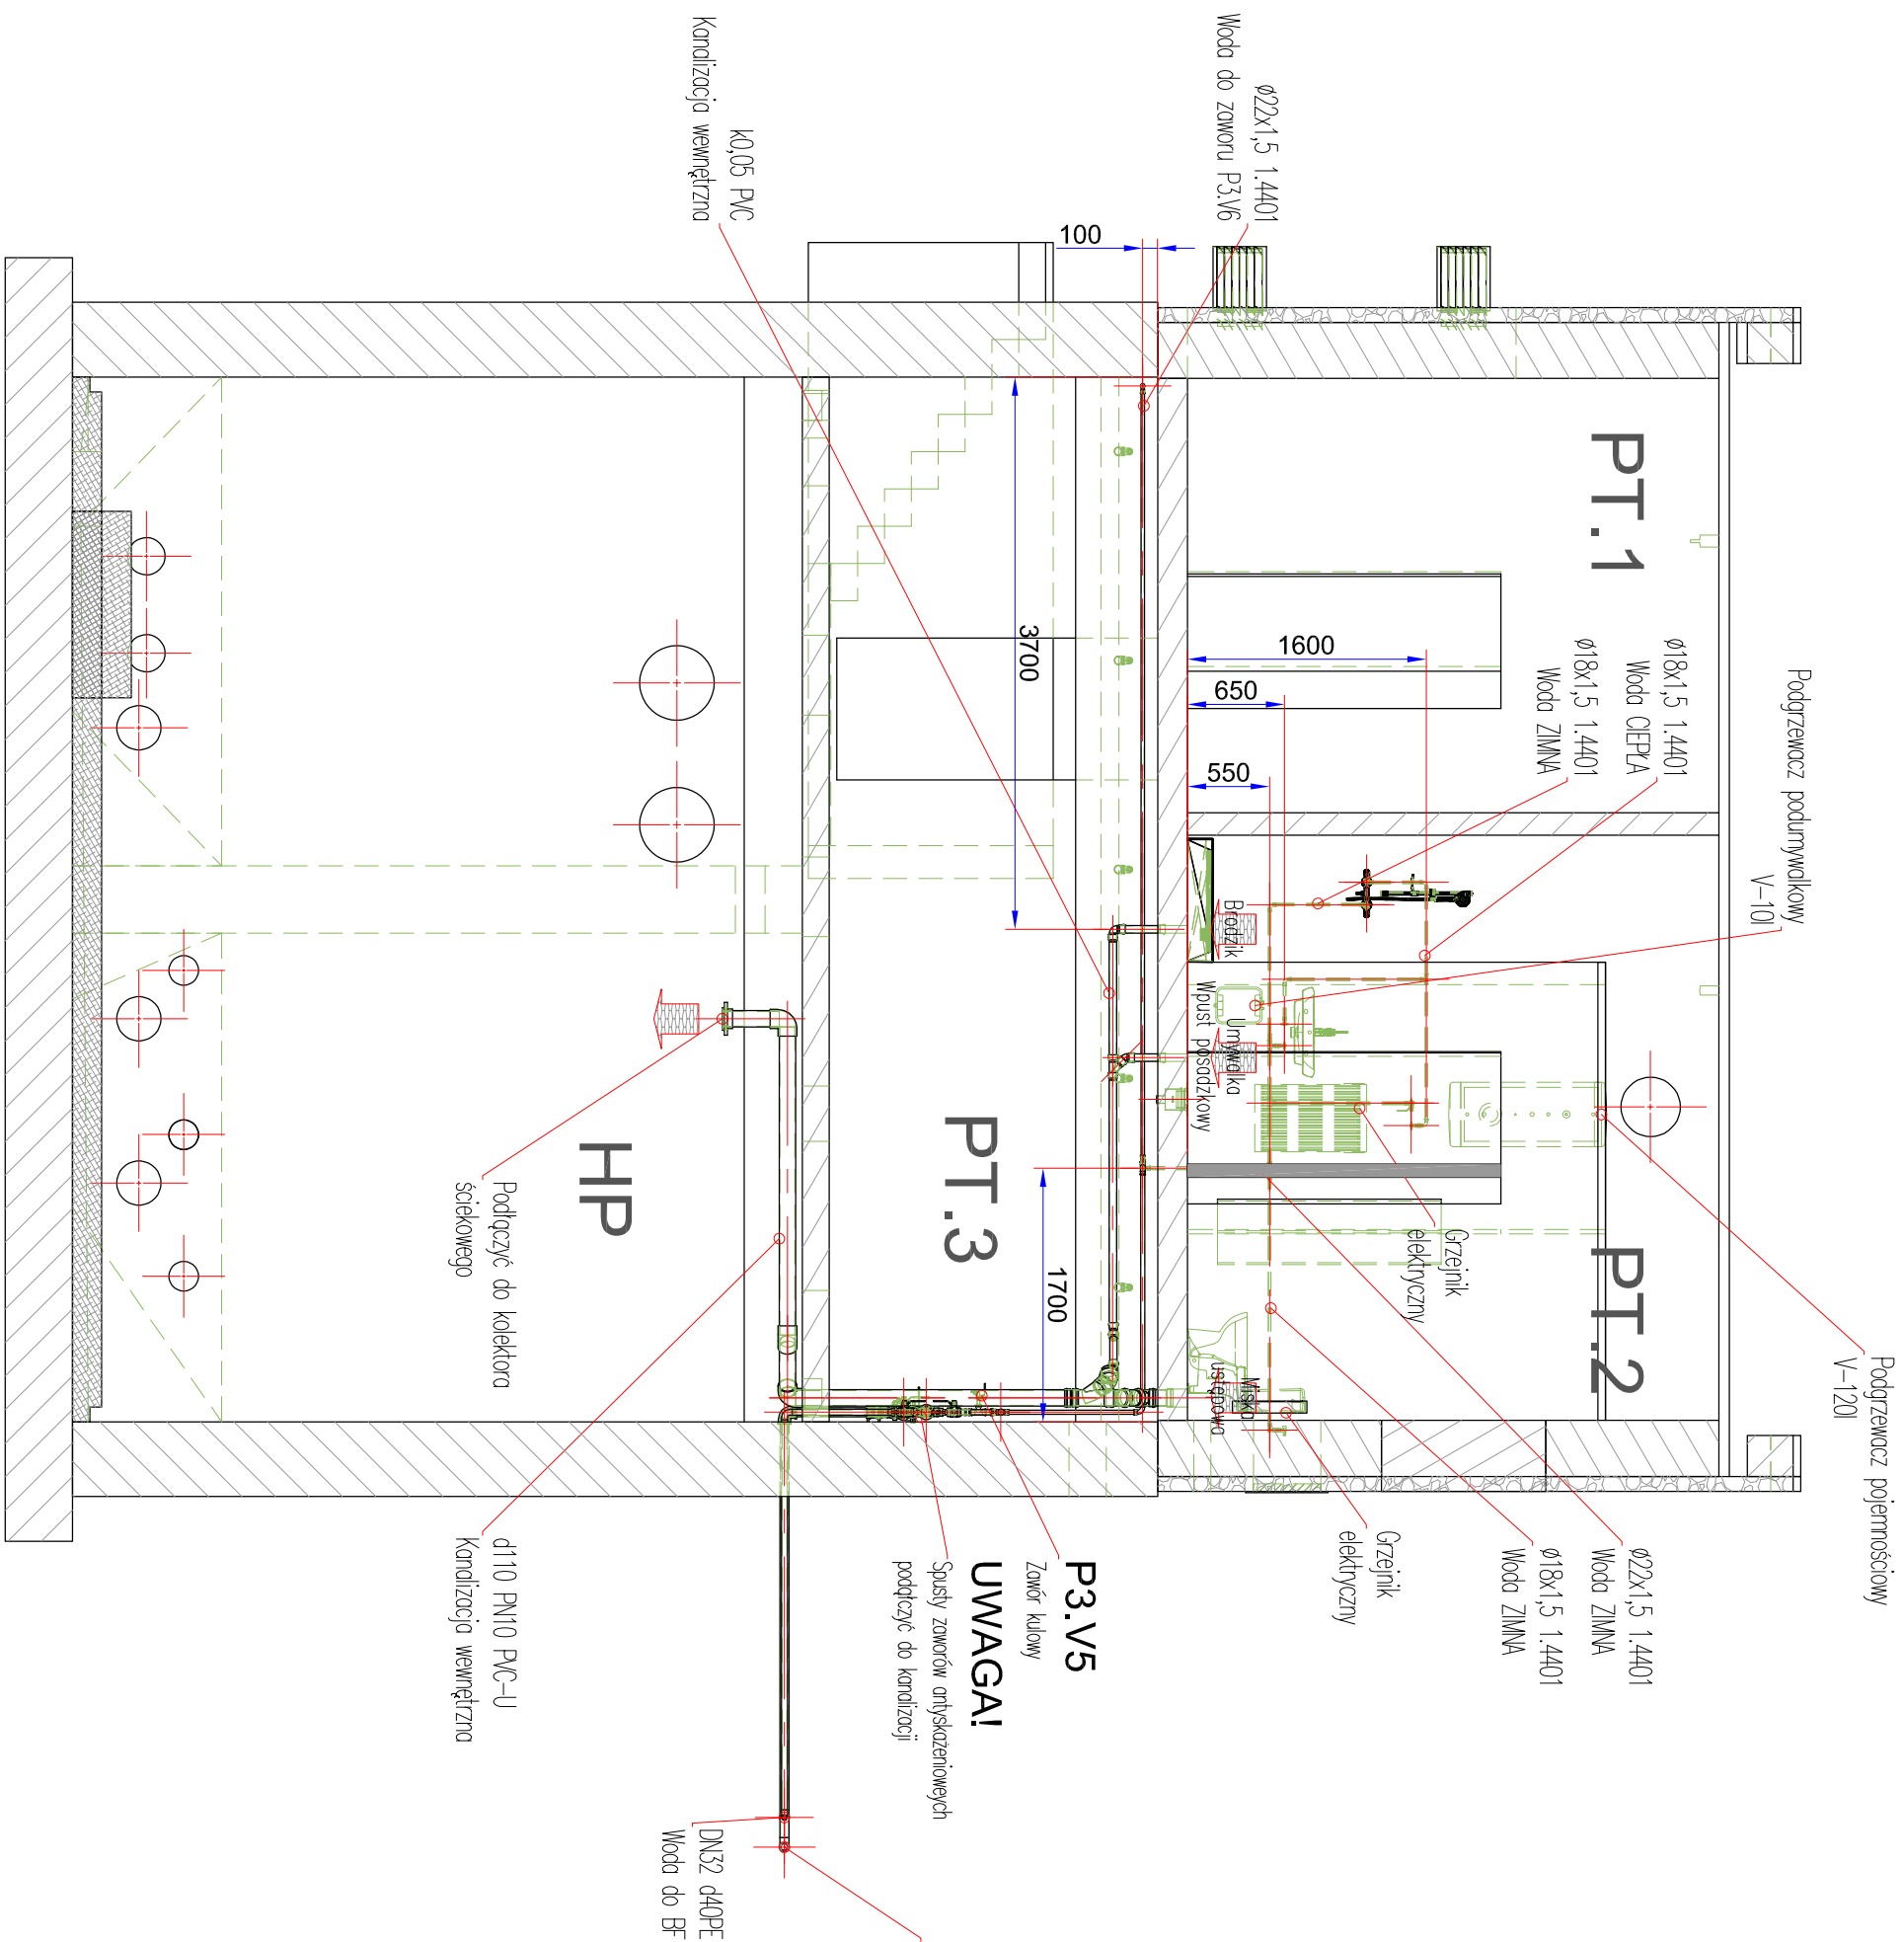 Podgrzewacz pojemnościowy
V-120l
Podgrzewacz podumywalkowy
V-10l
Ø18x1,5 1.4401
Woda CIEPŁA
Ø18x1,5 1.4401
Woda ZIMNA
Ø22x1,5 1.4401
Woda ZIMNA
Ø18x1,5 1.4401
Woda ZIMNA
Grzejnik
elektryczny
PT.1
PT.2
1600
650
550
Grzejnik
elektryczny
Brodzik
Umywalka
Wpust posadzkowy
Miska
ustępowa
Ø22x1,5 1.4401
Woda do zaworu P3.V6
100
3700
1700
PT.3
P3.V5
Zawór kulowy
UWAGA!
Spusty zaworów antyskażeniowych
podłączyć do kanalizacji
k0,05 PVC
Kanalizacja wewnętrzna
HP
Podłączyć do kolektora
ściekowego
d110 PN10 PVC-U
Kanalizacja wewnętrzna
DN32 d40PE
Woda do BF